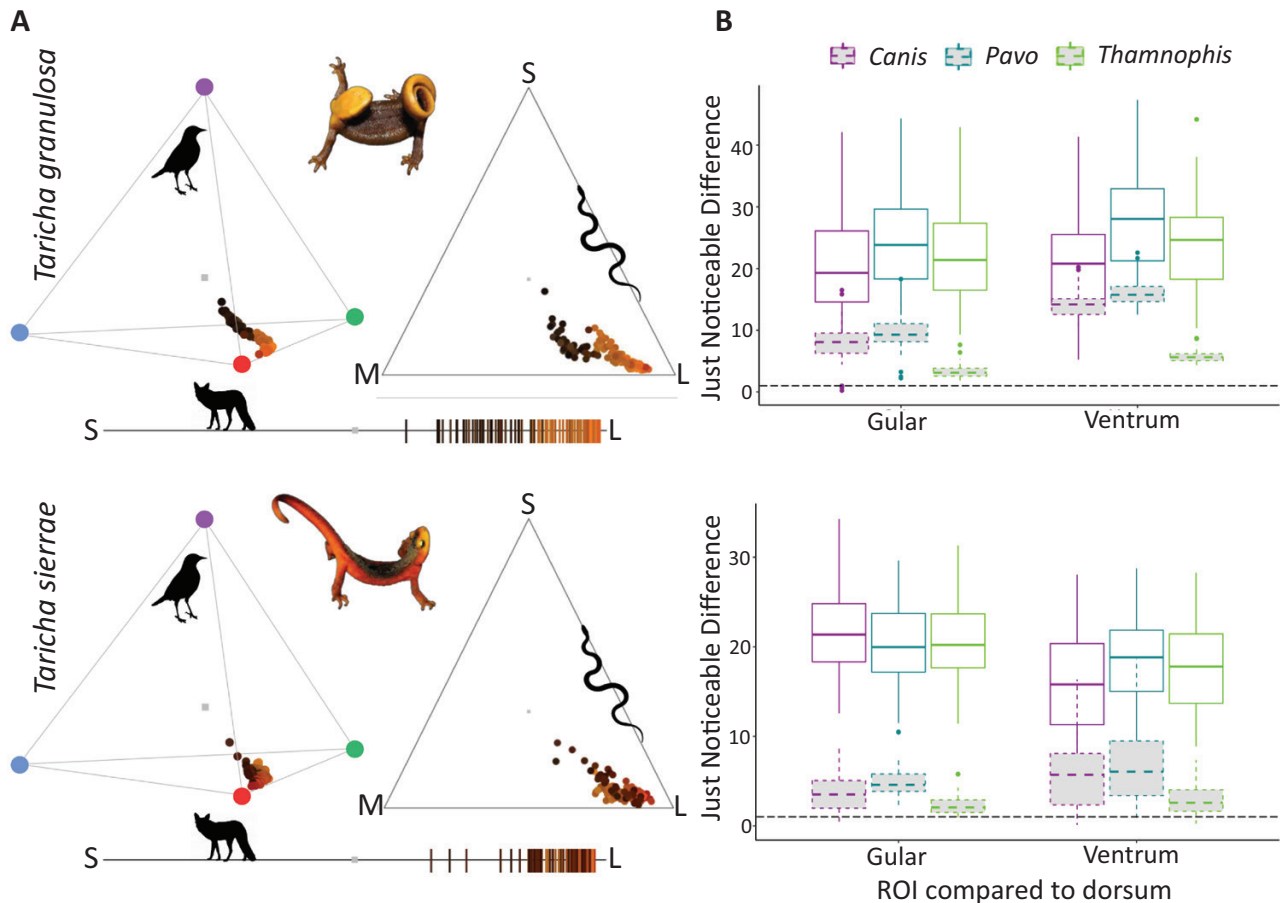 A
B
Taricha granulosa
S
M
L
S
L
Taricha sierrae
S
M
L
S
L
Canis
Pavo
Thamnophis
Just Noticeable Difference
40
30
20
10
0
Gular
Ventrum
Just Noticeable Difference
30
20
10
0
Gular
Ventrum
ROI compared to dorsum